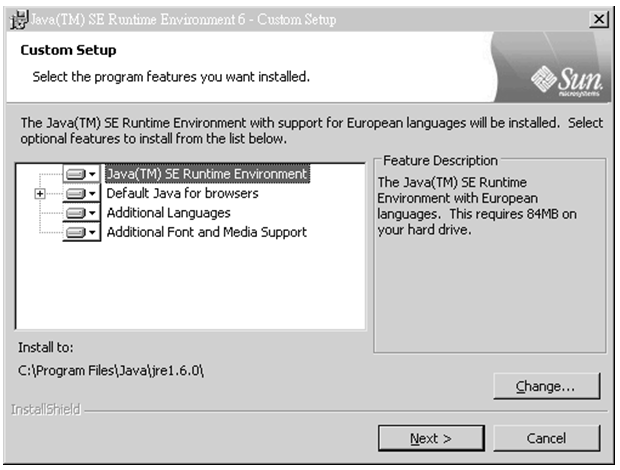 Java(TM) SE Runtime Environment 6 - Custom Setup
Custom Setup
Select the program features you want installed.
Sun
microsystems
The Java(TM) SE Runtime Environment with support for European languages will be installed. Select
optional features to install from the list below.
Java(TM) SE Runtime Environment
Default Java for browsers
Additional Languages
Additional Font and Media Support
Feature Description
The Java(TM) SE Runtime
Environment with European
languages. This requires 84MB on
your hard drive.
Install to:
C:\Program Files\Java\jre1.6.0\
Change...
InstallShield
Next >
Cancel